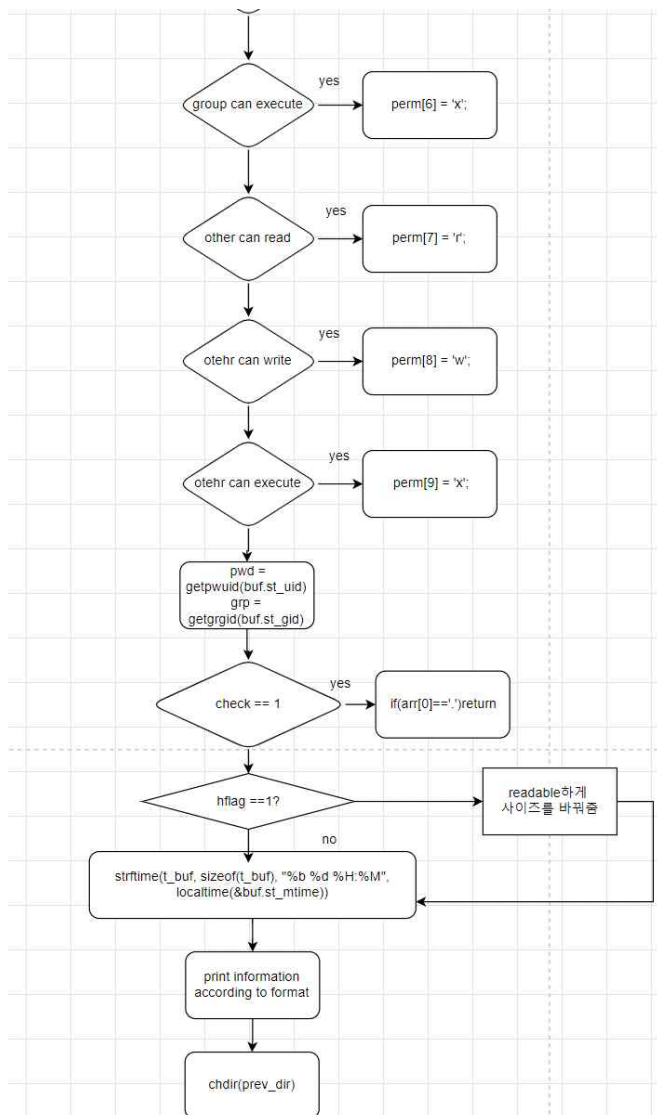 yes
group can execute
perm[6] = 'x';
yes
other can read
perm[7] = 'r';
yes
otehr can write
perm[8] = 'w';
yes
otehr can execute
perm[9] = 'x';
pwd =
getpwuid(buf.st_uid)
grp =
getgrgid(buf.st_gid)
yes
check == 1
if(arr[0]=='.')return
hflag ==1?
readable하게
사이즈를 바꿔줌
no
strftime(t_buf, sizeof(t_buf), "%b %d %H:%M",
localtime(&buf.st_mtime))
print information
according to format
chdir(prev_dir)